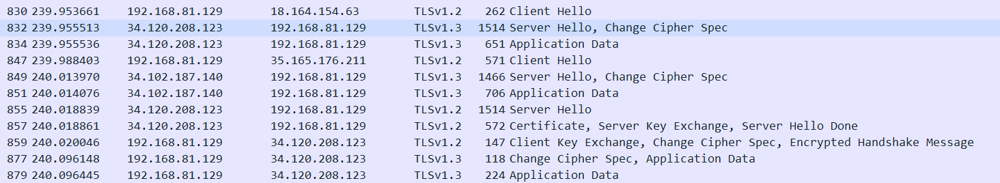 830 239.953661 192.168.81.129 18.164.154.63 TLSv1.2 262 Client Hello
832 239.955513 34.120.208.123 192.168.81.129 TLSv1.3 1514 Server Hello, Change Cipher Spec
834 239.955536 34.120.208.123 192.168.81.129 TLSv1.3 651 Application Data
847 239.988403 192.168.81.129 35.165.176.211 TLSv1.2 571 Client Hello
849 240.013970 34.102.187.140 192.168.81.129 TLSv1.3 1466 Server Hello, Change Cipher Spec
851 240.014076 34.102.187.140 192.168.81.129 TLSv1.3 706 Application Data
855 240.018839 34.120.208.123 192.168.81.129 TLSv1.2 1514 Server Hello
857 240.018861 34.120.208.123 192.168.81.129 TLSv1.2 572 Certificate, Server Key Exchange, Server Hello Done
859 240.020046 192.168.81.129 34.120.208.123 TLSv1.2 147 Client Key Exchange, Change Cipher Spec, Encrypted Handshake Message
877 240.096148 192.168.81.129 34.120.208.123 TLSv1.3 118 Change Cipher Spec, Application Data
879 240.096445 192.168.81.129 34.120.208.123 TLSv1.3 224 Application Data